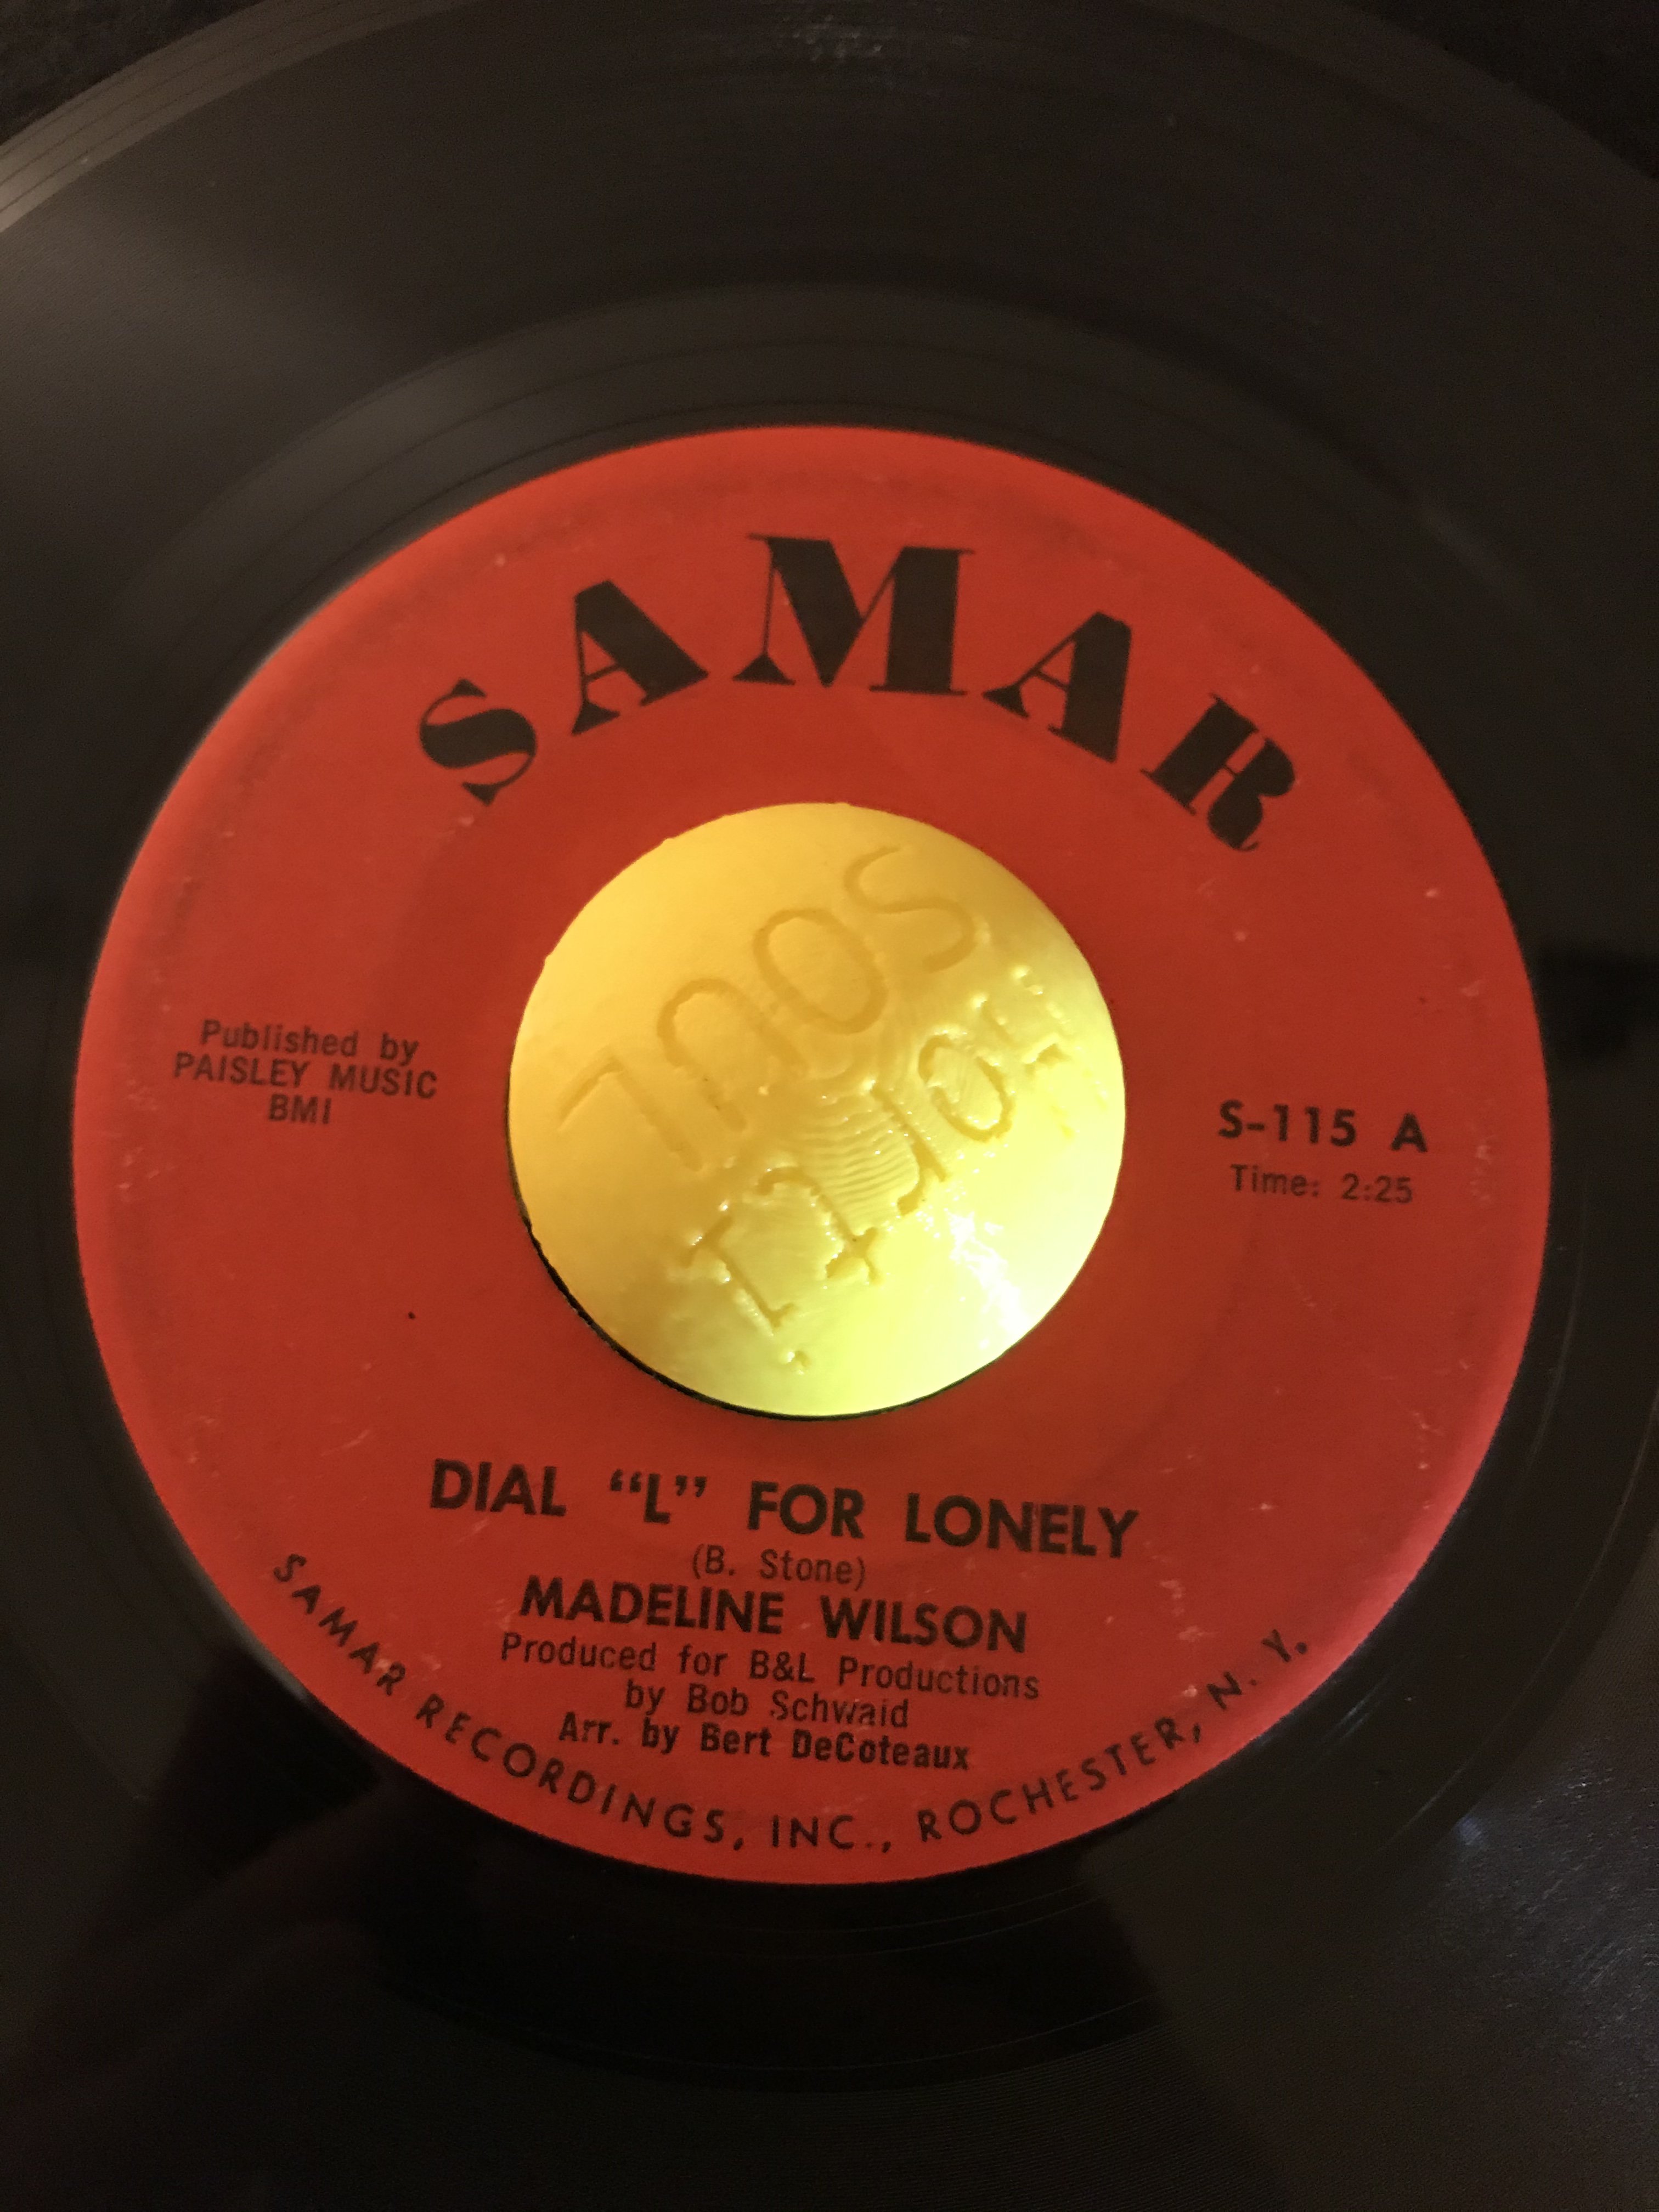 SAMAR
SOUL
Published by
PAISLEY MUSIC
BMI
S-115 A
Time: 2:25
DIAL “L” FOR LONELY
(B. Stone)
MADELINE WILSON
Produced for B&L Productions
by Bob Schwaid
Arr. by Bert DeCoteaux
SAMAR RECORDINGS, INC., ROCHESTER, N. Y.